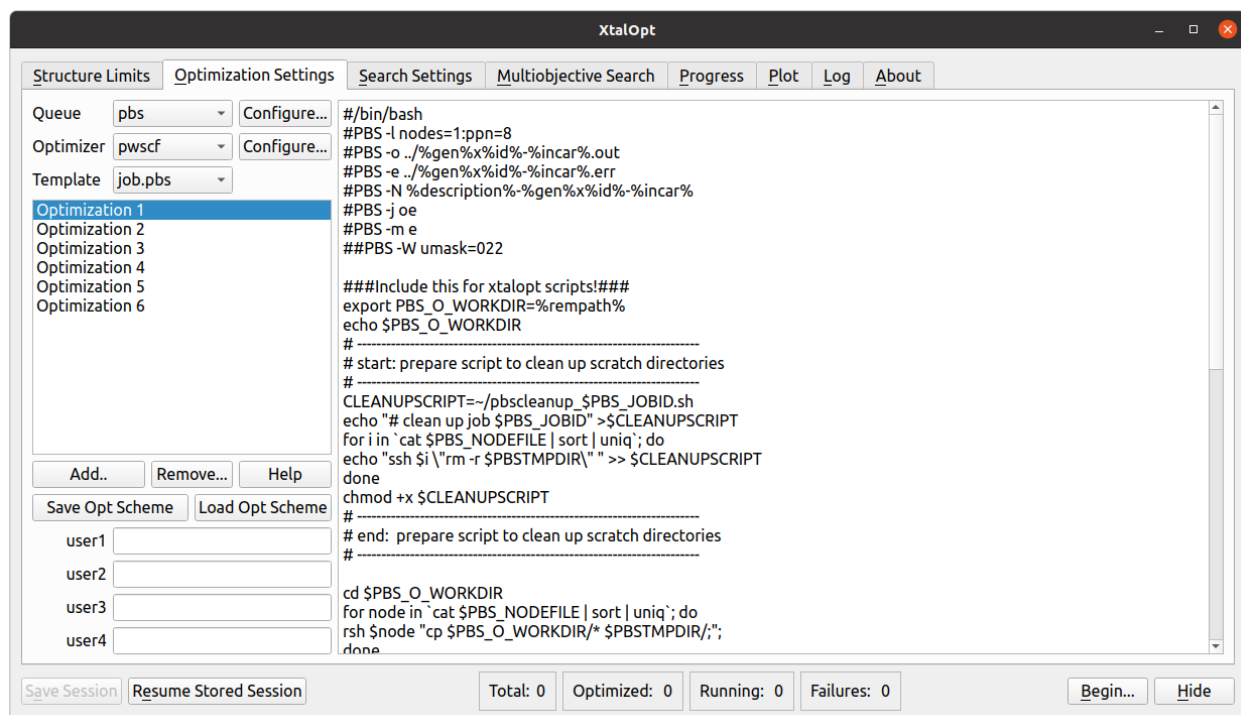 XtalOpt
Structure Limits Optimization Settings Search Settings Multiobjective Search Progress Plot Log About
Queue pbs Configure...
Optimizer pwscf Configure...
Template job.pbs
Optimization 1
Optimization 2
Optimization 3
Optimization 4
Optimization 5
Optimization 6
Add.. Remove... Help
Save Opt Scheme Load Opt Scheme
user1
user2
user3
user4
#/bin/bash
#PBS -l nodes=1:ppn=8
#PBS -o ../%gen%x%id%-%incar%.out
#PBS -e ../%gen%x%id%-%incar%.err
#PBS -N %description%-%gen%x%id%-%incar%
#PBS -j oe
#PBS -m e
##PBS -W umask=022
###Include this for xtalopt scripts!###
export PBS_O_WORKDIR=%rempath%
echo $PBS_O_WORKDIR
# -----------------------------------------------------------------------
# start: prepare script to clean up scratch directories
# -----------------------------------------------------------------------
CLEANUPSCRIPT=~/pbscleanup_$PBS_JOBID.sh
echo "# clean up job $PBS_JOBID" >$CLEANUPSCRIPT
for i in `cat $PBS_NODEFILE | sort | uniq`; do
echo "ssh $i \"rm -r $PBSTMPDIR\" " >> $CLEANUPSCRIPT
done
chmod +x $CLEANUPSCRIPT
# -----------------------------------------------------------------------
# end:  prepare script to clean up scratch directories
# -----------------------------------------------------------------------
cd $PBS_O_WORKDIR
for node in `cat $PBS_NODEFILE | sort | uniq`; do
rsh $node "cp $PBS_O_WORKDIR/* $PBSTMPDIR/;";
done
Save Session Resume Stored Session Total: 0 Optimized: 0 Running: 0 Failures: 0 Begin... Hide